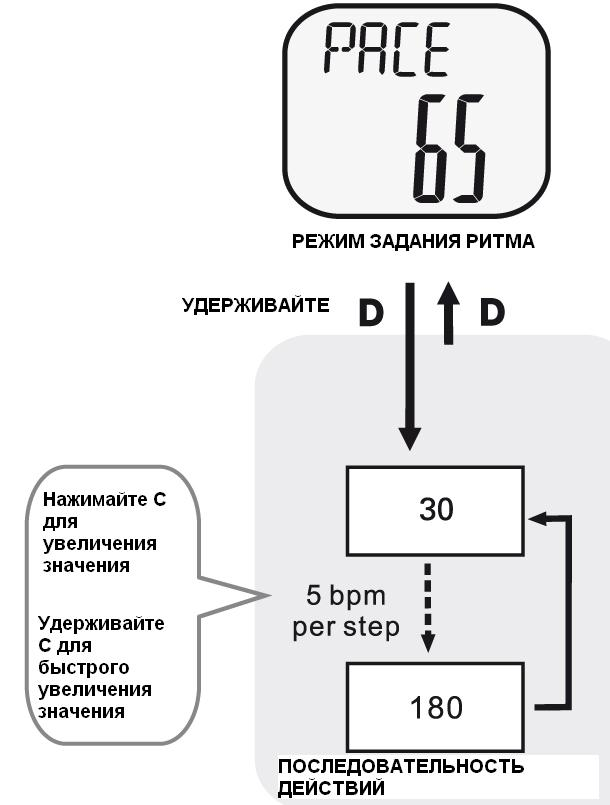 PACE
65
РЕЖИМ ЗАДАНИЯ РИТМА
УДЕРЖИВАЙТЕ D D
30
Нажимайте С
для
увеличения
значения
Удерживайте
С для
быстрого
увеличения
значения
5 bpm
per step
180
ПОСЛЕДОВАТЕЛЬНОСТЬ
ДЕЙСТВИЙ